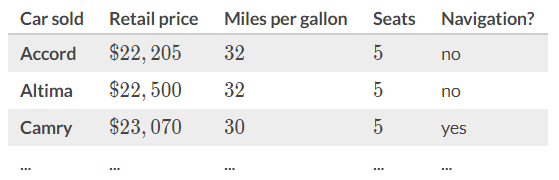 Car sold Retail price Miles per gallon Seats Navigation?
Accord $22, 205 32 5 no
Altima $22, 500 32 5 no
Camry $23, 070 30 5 yes
... ... ... ... ...